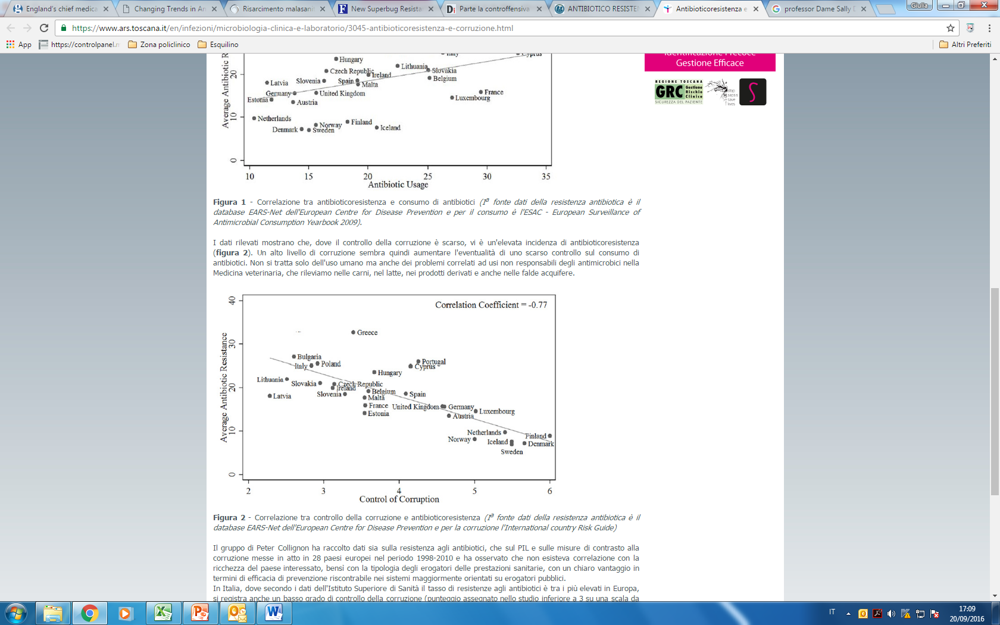 England's chief medica
Changing Trends in An
Risarcimento malasani
New Superbug Resista
Parte la controffensiva
ANTIBIOTICO RESISTEN
Antibioticoresistenza e
professor Dame Sally D
Giulia
https://www.ars.toscana.it/en/infezioni/microbiologia-clinica-e-laboratorio/3045-antibioticoresistenza-e-corruzione.html
App
https://controlpanel.m
Zona policlinico
Esquilino
Altri Preferiti
Gestione Efficace
REGIONE TOSCANA
GRC Gestione Rischio Clinico
SICUREZZA DEL PAZIENTE
stop
sepsis
save
lives
Average Antibiotic R
20
10
0
Italy
Cyprus
Hungary
Lithuania
Czech Republic
Slovakia
Ireland
Belgium
Latvia
Slovenia
Spain
Malta
Germany
United Kingdom
France
Estonia
Austria
Luxembourg
Netherlands
Denmark
Norway
Sweden
Finland
Iceland
10 15 20 25 30 35
Antibiotic Usage
Figura 1 - Correlazione tra antibioticoresistenza e consumo di antibiotici (Iª fonte dati della resistenza antibiotica è il
database EARS-Net dell'European Centre for Disease Prevention e per il consumo è l'ESAC - European Surveillance of
Antimicrobial Consumption Yearbook 2009).
I dati rilevati mostrano che, dove il controllo della corruzione è scarso, vi è un'elevata incidenza di antibioticoresistenza
(figura 2). Un alto livello di corruzione sembra quindi aumentare l'eventualità di uno scarso controllo sul consumo di
antibiotici. Non si tratta solo dell'uso umano ma anche dei problemi correlati ad usi non responsabili degli antimicrobici nella
Medicina veterinaria, che rileviamo nelle carni, nel latte, nei prodotti derivati e anche nelle falde acquifere.
Correlation Coefficient = -0.77
Average Antibiotic Resistance
40
30
20
10
0
Greece
Bulgaria
Italy
Poland
Portugal
Cyprus
Hungary
Lithuania
Slovakia
Czech Republic
Ireland
Slovenia
Belgium
Latvia
Malta
Spain
France
United Kingdom
Germany
Estonia
Luxembourg
Austria
Netherlands
Norway
Iceland
Finland
Denmark
Sweden
2 3 4 5 6
Control of Corruption
Figura 2 - Correlazione tra controllo della corruzione e antibioticoresistenza (Iª fonte dati della resistenza antibiotica è il
database EARS-Net dell'European Centre for Disease Prevention e per la corruzione l'International country Risk Guide)
Il gruppo di Peter Collignon ha raccolto dati sia sulla resistenza agli antibiotici, che sul PIL e sulle misure di contrasto alla
corruzione messe in atto in 28 paesi europei nel periodo 1998-2010 e ha osservato che non esisteva correlazione con la
ricchezza del paese interessato, bensì con la tipologia degli erogatori delle prestazioni sanitarie, con un chiaro vantaggio in
termini di efficacia di prevenzione riscontrabile nei sistemi maggiormente orientati su erogatori pubblici.
In Italia, dove secondo i dati dell'Istituto Superiore di Sanità il tasso di resistenze agli antibiotici è tra i più elevati in Europa,
si registra anche un basso grado di controllo della corruzione (punteggio assegnato nello studio inferiore a 3 su una scala da
IT
17:09
20/09/2016